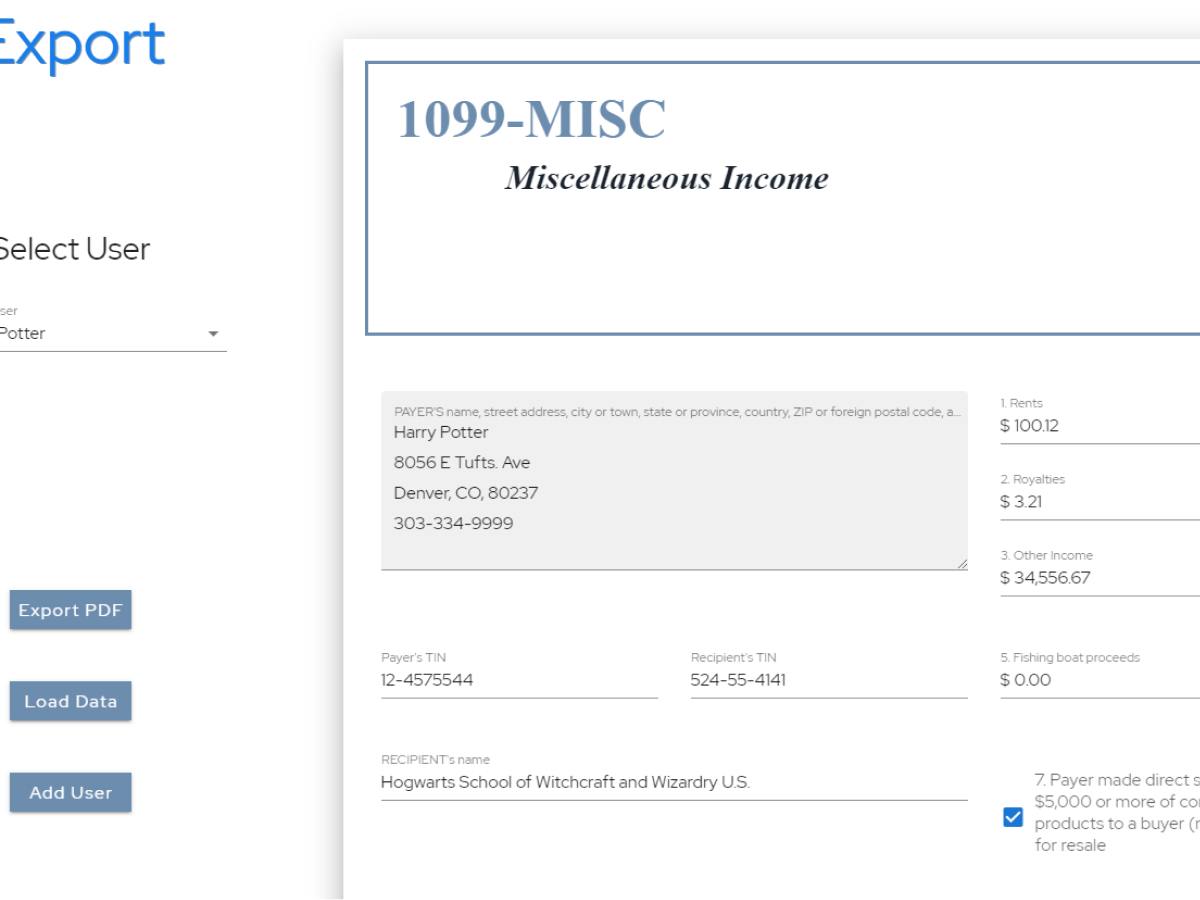 Export
Select User
ser
Potter
Export PDF
Load Data
Add User
1099-MISC
Miscellaneous Income
PAYER'S name, street address, city or town, state or province, country, ZIP or foreign postal code, a...
Harry Potter
8056 E Tufts. Ave
Denver, CO, 80237
303-334-9999
1. Rents
$ 100.12
2. Royalties
$ 3.21
3. Other Income
$ 34,556.67
Payer's TIN
12-4575544
Recipient's TIN
524-55-4141
5. Fishing boat proceeds
$ 0.00
RECIPIENT's name
Hogwarts School of Witchcraft and Wizardry U.S.
7. Payer made direct s
$5,000 or more of co
products to a buyer (r
for resale